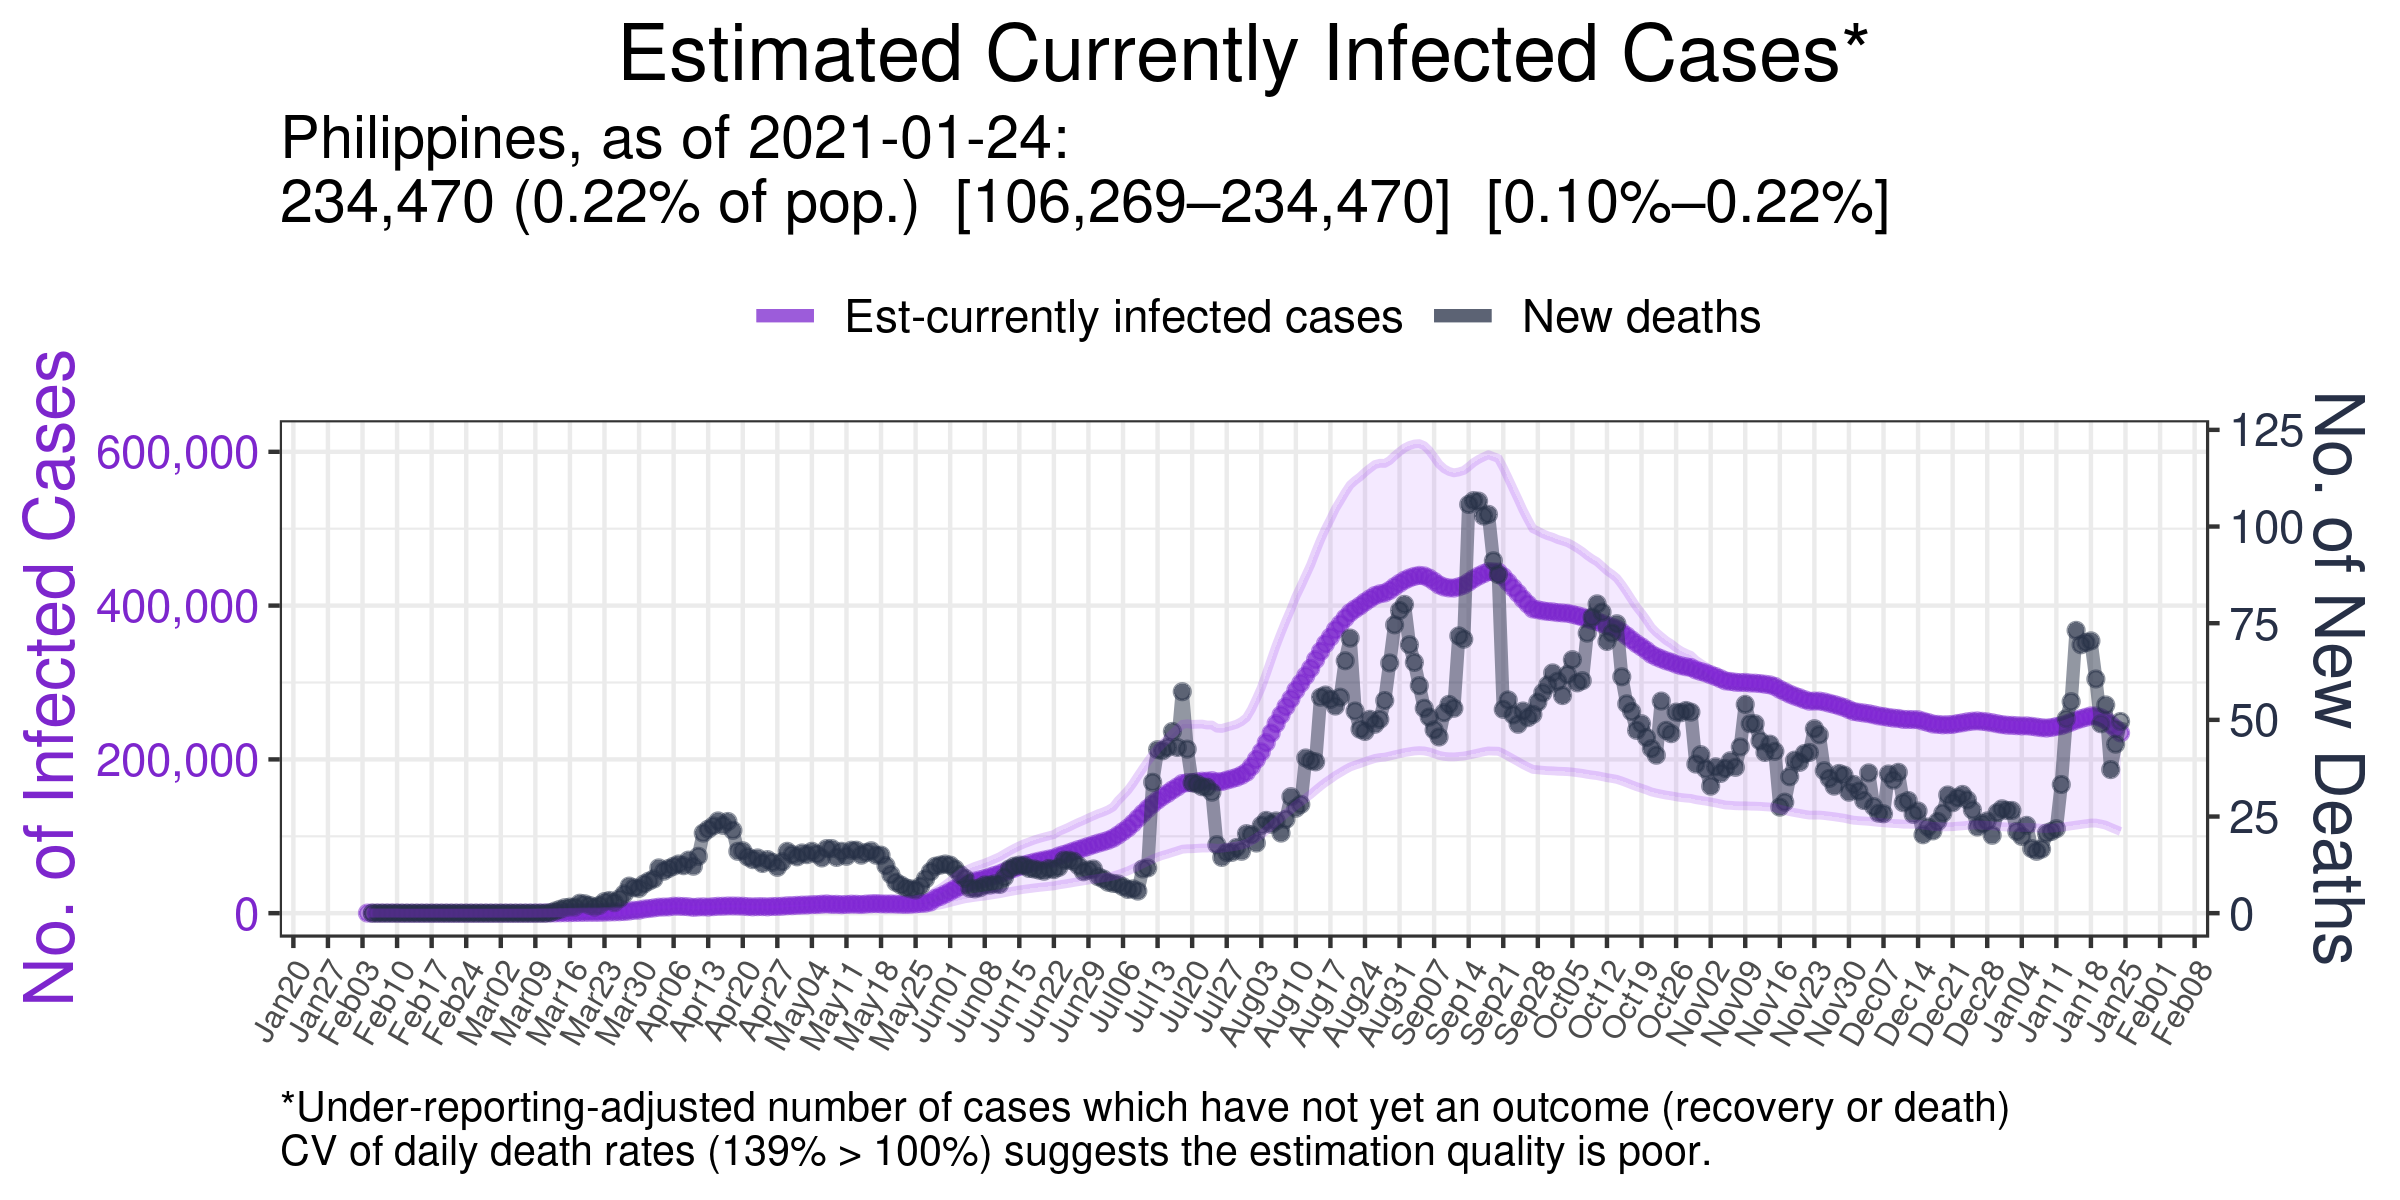 Estimated Currently Infected Cases*
Philippines, as of 2021-01-24:
234,470 (0.22% of pop.)  [106,269–234,470]  [0.10%–0.22%]
Est-currently infected cases
New deaths
No. of Infected Cases
600,000
400,000
200,000
0
125
100
75
50
25
0
No. of New Deaths
Jan20
Jan27
Feb03
Feb10
Feb17
Feb24
Mar02
Mar09
Mar16
Mar23
Mar30
Apr06
Apr13
Apr20
Apr27
May04
May11
May18
May25
Jun01
Jun08
Jun15
Jun22
Jun29
Jul06
Jul13
Jul20
Jul27
Aug03
Aug10
Aug17
Aug24
Aug31
Sep07
Sep14
Sep21
Sep28
Oct05
Oct12
Oct19
Oct26
Nov02
Nov09
Nov16
Nov23
Nov30
Dec07
Dec14
Dec21
Dec28
Jan04
Jan11
Jan18
Jan25
Feb01
Feb08
*Under-reporting-adjusted number of cases which have not yet an outcome (recovery or death)
CV of daily death rates (139% > 100%) suggests the estimation quality is poor.